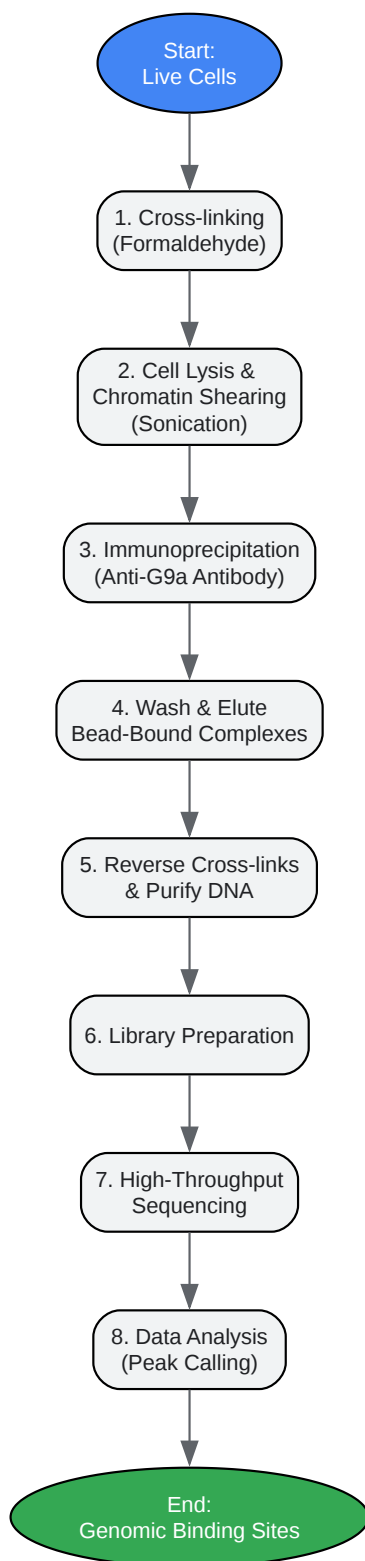 Start:
Live Cells
1. Cross-linking
(Formaldehyde)
2. Cell Lysis &
Chromatin Shearing
(Sonication)
3. Immunoprecipitation
(Anti-G9a Antibody)
4. Wash & Elute
Bead-Bound Complexes
5. Reverse Cross-links
& Purify DNA
6. Library Preparation
7. High-Throughput
Sequencing
8. Data Analysis
(Peak Calling)
End:
Genomic Binding Sites